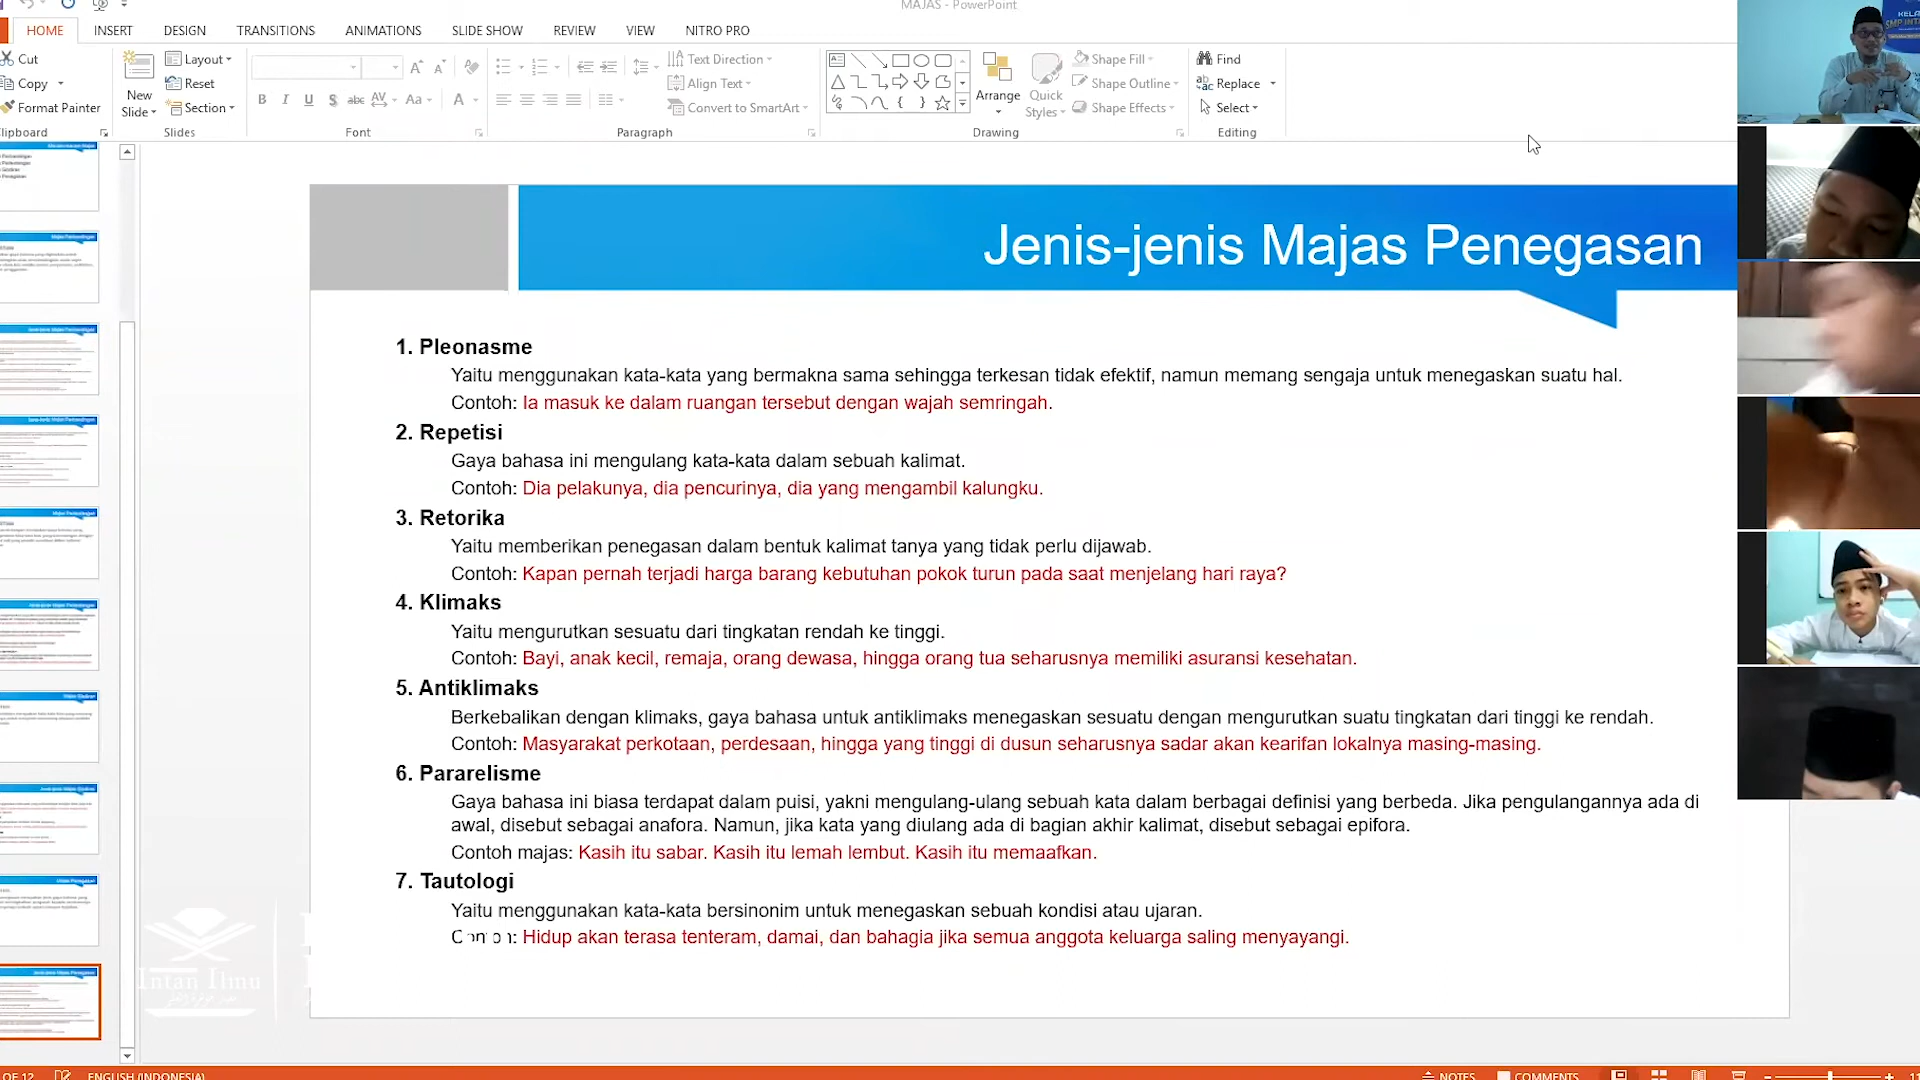 MAJAS - PowerPoint
HOME INSERT DESIGN TRANSITIONS ANIMATIONS SLIDE SHOW REVIEW VIEW NITRO PRO
Cut
Copy
Format Painter
New Slide
Layout
Reset
Section
Slides
Font
Text Direction
Align Text
Convert to SmartArt
Paragraph
Arrange
Quick Styles
Shape Fill
Shape Outline
Shape Effects
Drawing
Find
Replace
Select
Editing
Jenis-jenis Majas Penegasan
1. Pleonasme
Yaitu menggunakan kata-kata yang bermakna sama sehingga terkesan tidak efektif, namun memang sengaja untuk menegaskan suatu hal.
Contoh: Ia masuk ke dalam ruangan tersebut dengan wajah semringah.
2. Repetisi
Gaya bahasa ini mengulang kata-kata dalam sebuah kalimat.
Contoh: Dia pelakunya, dia pencurinya, dia yang mengambil kalungku.
3. Retorika
Yaitu memberikan penegasan dalam bentuk kalimat tanya yang tidak perlu dijawab.
Contoh: Kapan pernah terjadi harga barang kebutuhan pokok turun pada saat menjelang hari raya?
4. Klimaks
Yaitu mengurutkan sesuatu dari tingkatan rendah ke tinggi.
Contoh: Bayi, anak kecil, remaja, orang dewasa, hingga orang tua seharusnya memiliki asuransi kesehatan.
5. Antiklimaks
Berkebalikan dengan klimaks, gaya bahasa untuk antiklimaks menegaskan sesuatu dengan mengurutkan suatu tingkatan dari tinggi ke rendah.
Contoh: Masyarakat perkotaan, perdesaan, hingga yang tinggi di dusun seharusnya sadar akan kearifan lokalnya masing-masing.
6. Pararelisme
Gaya bahasa ini biasa terdapat dalam puisi, yakni mengulang-ulang sebuah kata dalam berbagai definisi yang berbeda. Jika pengulangannya ada di
awal, disebut sebagai anafora. Namun, jika kata yang diulang ada di bagian akhir kalimat, disebut sebagai epifora.
Contoh majas: Kasih itu sabar. Kasih itu lemah lembut. Kasih itu memaafkan.
7. Tautologi
Yaitu menggunakan kata-kata bersinonim untuk menegaskan sebuah kondisi atau ujaran.
Contoh: Hidup akan terasa tenteram, damai, dan bahagia jika semua anggota keluarga saling menyayangi.
Intan Ilmu
OF 12 ENGLISH (INDONESIA) NOTES COMMENTS